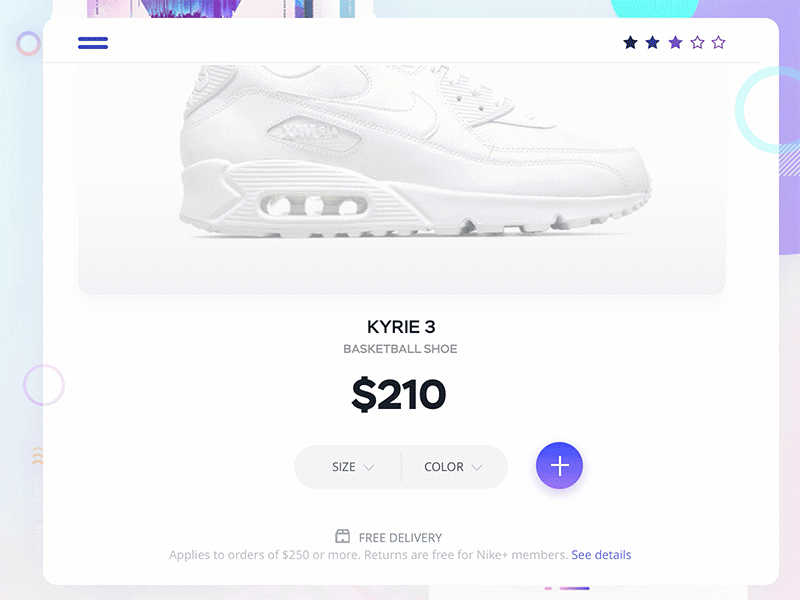 KYRIE 3
BASKETBALL SHOE
$210
SIZE
COLOR
FREE DELIVERY
Applies to orders of $250 or more. Returns are free for Nike+ members. See details